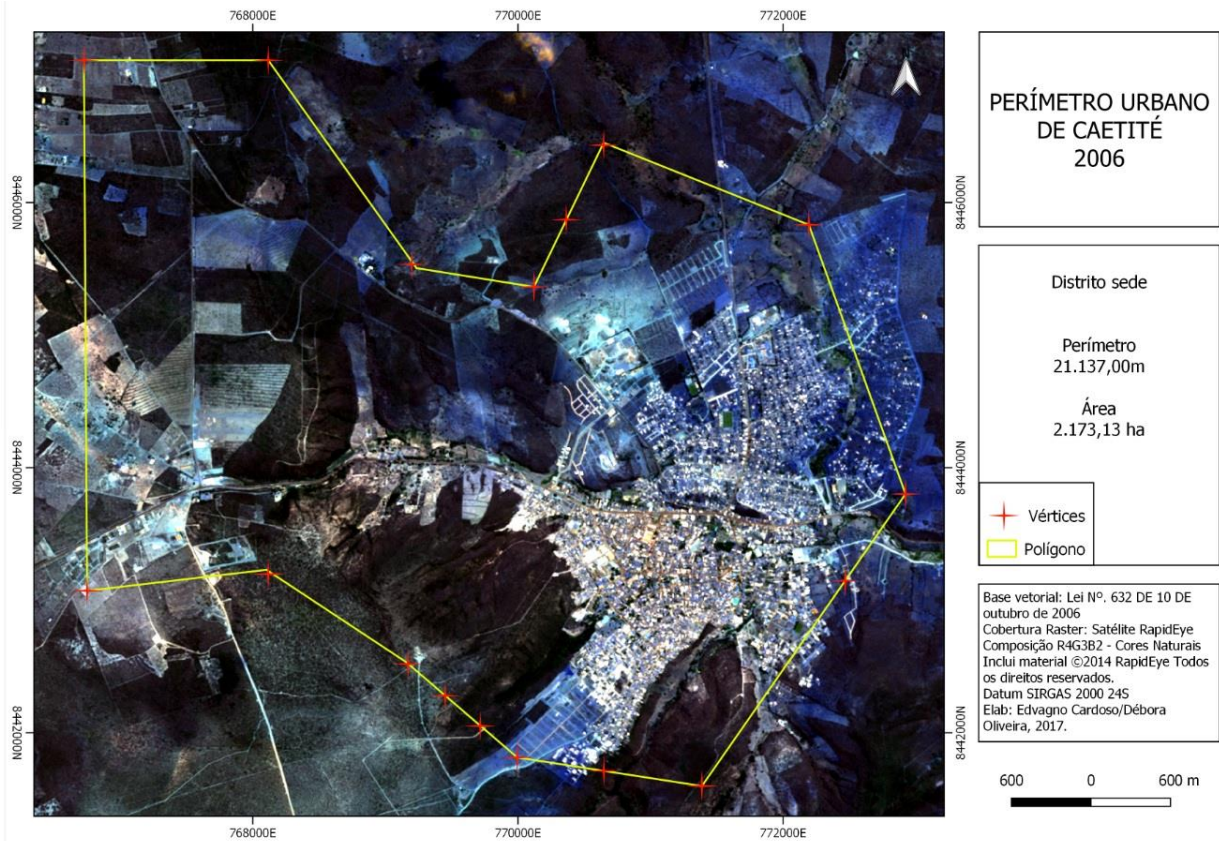 768000E
770000E
772000E
8446000N
8444000N
8442000N
8446000N
8444000N
8442000N
768000E
770000E
772000E
PERÍMETRO URBANO
DE CAETITÉ
2006
Distrito sede
Perímetro
21.137,00m
Área
2.173,13 ha
Vértices
Polígono
Base vetorial: Lei Nº. 632 DE 10 DE
outubro de 2006
Cobertura Raster: Satélite RapidEye
Composição R4G3B2 - Cores Naturais
Inclui material ©2014 RapidEye Todos
os direitos reservados.
Datum SIRGAS 2000 24S
Elab: Edvagno Cardoso/Débora
Oliveira, 2017.
600 0 600 m